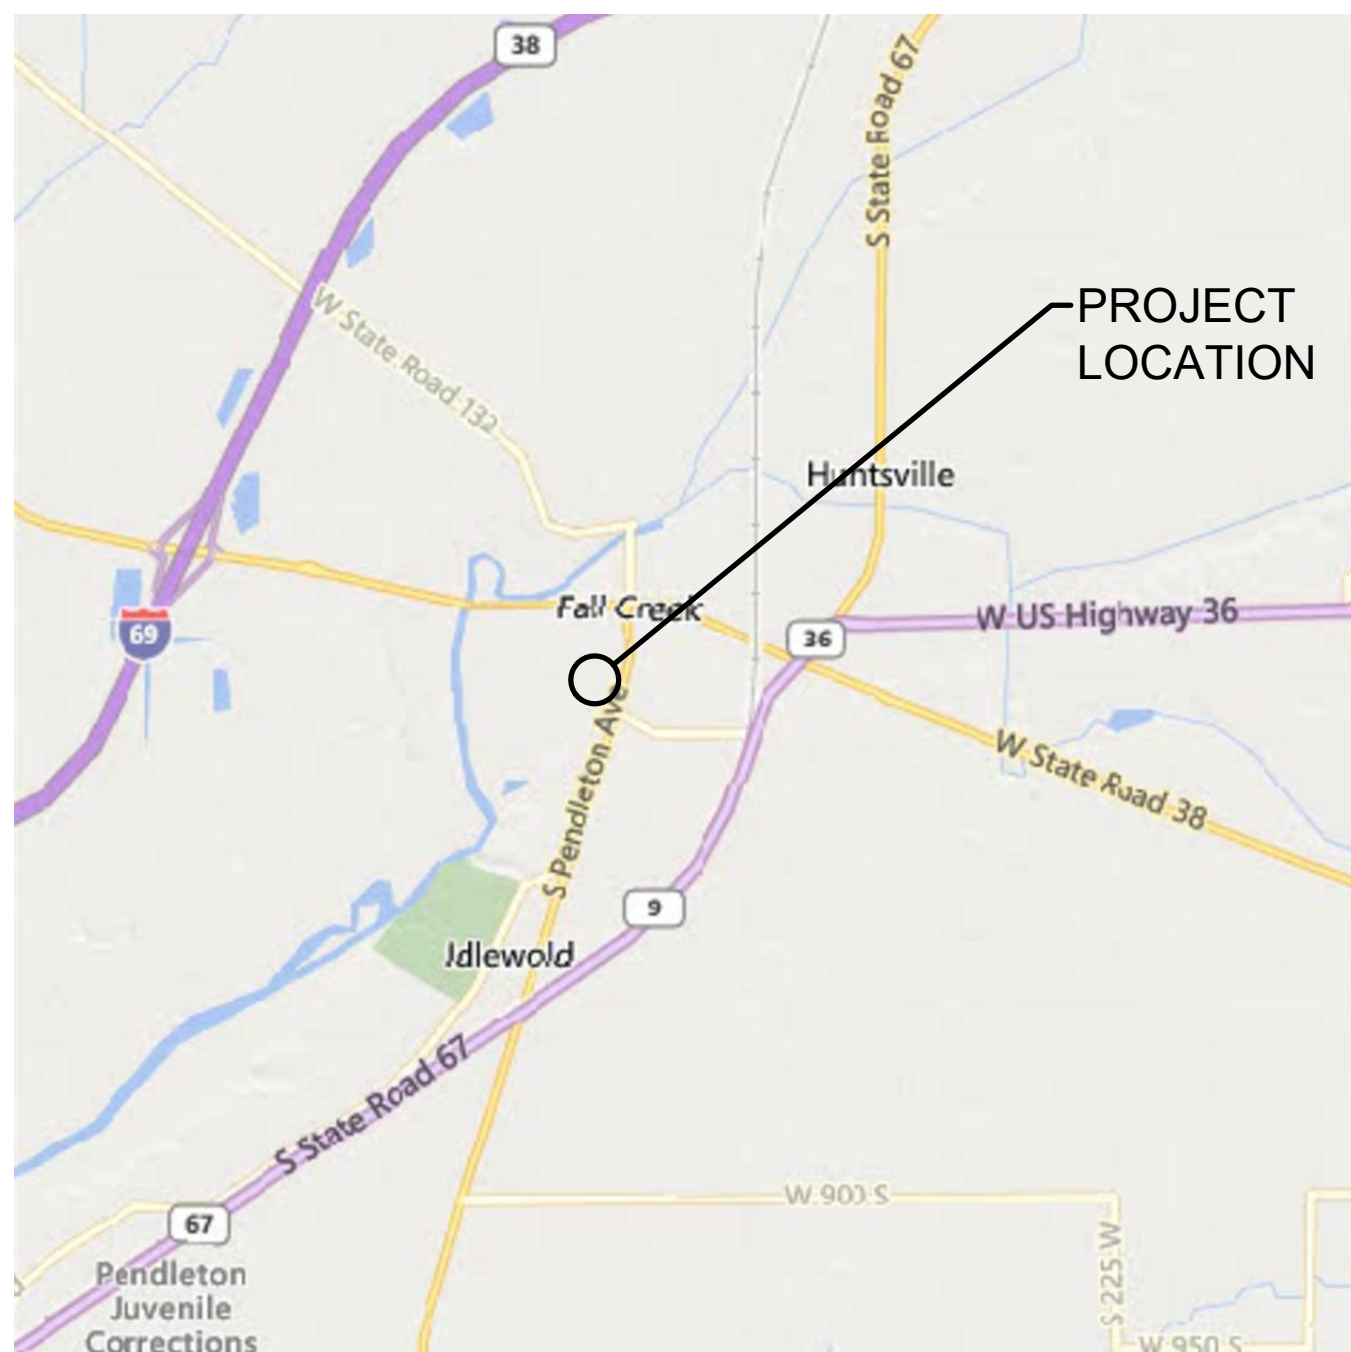 38
S State Road 67
PROJECT
LOCATION
W State Road 132
Huntsville
Fall Creek
W US Highway 36
36
69
S Pendleton Ave
W State Road 38
9
Idlewold
S State Road 67
W 900 S
67
Pendleton
Juvenile
Corrections
S 225 W
W 950 S